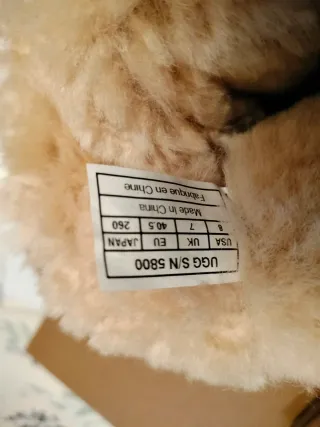 UGG S/N 5800
USA UK EU JAPAN
8 7 40.5 260
Made in China
Fabrique en Chine